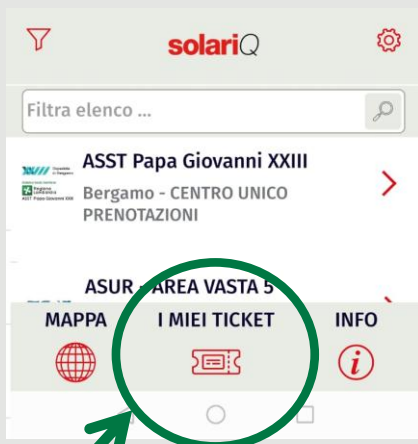 solariQ
Filtra elenco ...
ASST Papa Giovanni XXIII
Bergamo - CENTRO UNICO
PRENOTAZIONI
ASUR - AREA VASTA 5
MAPPA I MIEI TICKET INFO
i